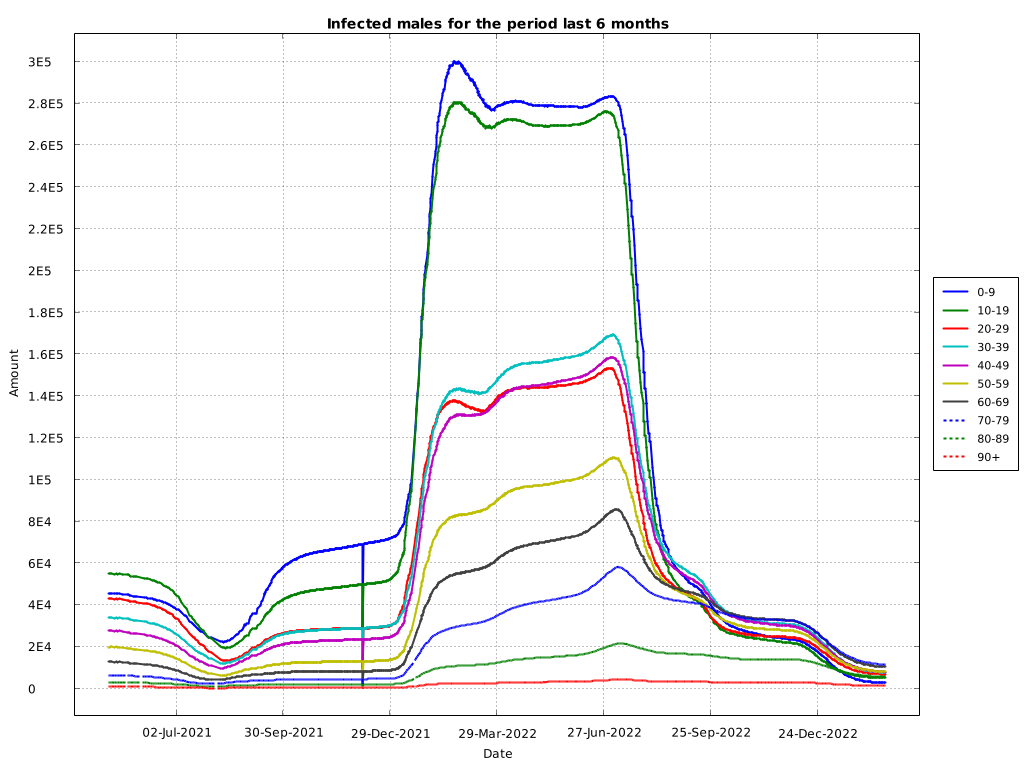 Infected males for the period last 6 months
3E5
2.8E5
2.6E5
2.4E5
2.2E5
2E5
1.8E5
1.6E5
1.4E5
1.2E5
1E5
8E4
6E4
4E4
2E4
0
Amount
02-Jul-2021
30-Sep-2021
29-Dec-2021
29-Mar-2022
27-Jun-2022
25-Sep-2022
24-Dec-2022
Date
0-9
10-19
20-29
30-39
40-49
50-59
60-69
70-79
80-89
90+